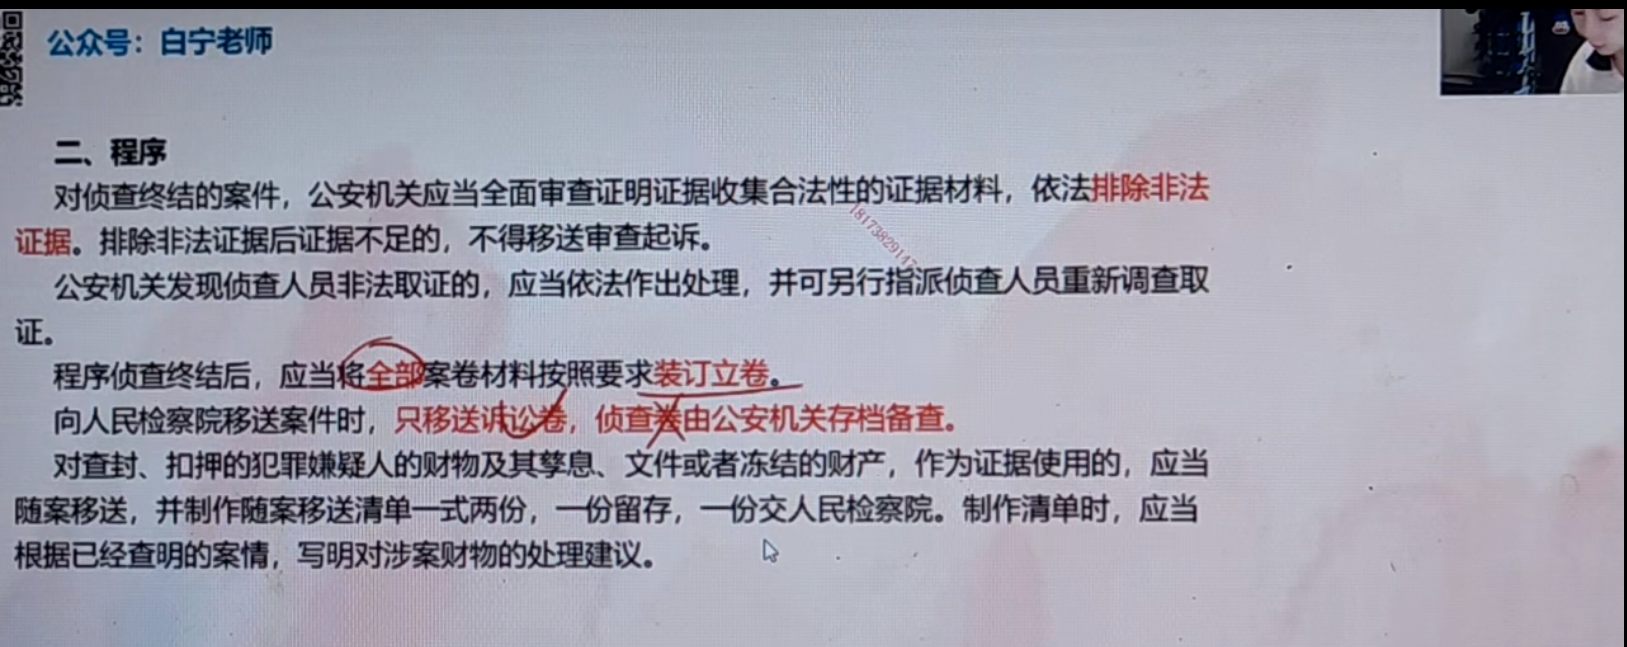 公众号：白宁老师
二、程序
对侦查终结的案件，公安机关应当全面审查证明证据收集合法性的证据材料，依法排除非法
证据。排除非法证据后证据不足的，不得移送审查起诉。
公安机关发现侦查人员非法取证的，应当依法作出处理，并可另行指派侦查人员重新调查取
证。
程序侦查终结后，应当将全部案卷材料按照要求装订立卷。
向人民检察院移送案件时，只移送诉讼卷，侦查卷由公安机关存档备查。
对查封、扣押的犯罪嫌疑人的财物及其孳息、文件或者冻结的财产，作为证据使用的，应当
随案移送，并制作随案移送清单一式两份，一份留存，一份交人民检察院。制作清单时，应当
根据已经查明的案情，写明对涉案财物的处理建议。